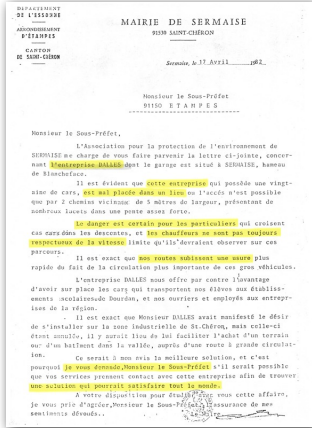 DEPARTEMENT
DE L'ESSONNE
ARRONDISSEMENT
D'ETAMPES
CANTON
DE SAINT-CHÉRON
MAIRIE DE SERMAISE
91530 SAINT-CHÉRON
Sermaise, le 17 Avril 1982
Monsieur le Sous-Préfet
91150 ETAMPES
Monsieur le Sous-Préfet,
L'Association pour la protection de l'environnement de
SERMAISE me charge de vous faire parvenir la lettre ci-jointe, concer-
nant l'entreprise DALLES dont le garage est situé à SERMAISE, hameau
de Blancheface.
Il est évident que cette entreprise qui possède une vingt-
aine de cars, est mal placée dans un lieu ou l'accès n'est possible
que par 2 chemins vicinaux de 5 mètres de largeur, présentant de
nombreux lacets dans une pente assez forte.
Le danger est certain pour les particuliers qui croisent
ces cars dans les descentes, et les chauffeurs ne sont pas toujours
respectueux de la vitesse limite qu'ils devraient observer sur ces
parcours.
Il est exact que nos routes subissent une usure plus
rapide du fait de la circulation plus importante de ces gros véhicules.
L'entreprise DALLES nous offre par contre l'avantage
d'avoir sur place les cars qui transportent nos élèves aux établiss-
ements scolaires de Dourdan, et nos ouvriers et employés aux entrepri-
ses de la région.
Il est exact que Monsieur DALLES avait manifesté le désir
de s'installer sur la zone industrielle de St.Chéron, mais celle-ci
étant annulée, il y aurait lieu de lui faciliter l'achat d'un terrain
ou d'un batiment dans la vallée, auprès d'une route à grande circulat-
ion.
Ce serait à mon avis la meilleure solution, et c'est
pourquoi je vous demande, Monsieur le Sous-Préfet s'il serait possible
que vos services prennent contact avec cette entreprise afin de trouver
une solution qui pourrait satisfaire tout le monde.
A votre disposition pour étudier avec vous cette affaire,
je vous prie d'agréer, Monsieur le Sous-Préfet, l'assurance de mes
sentiments dévoués.
Le Maire